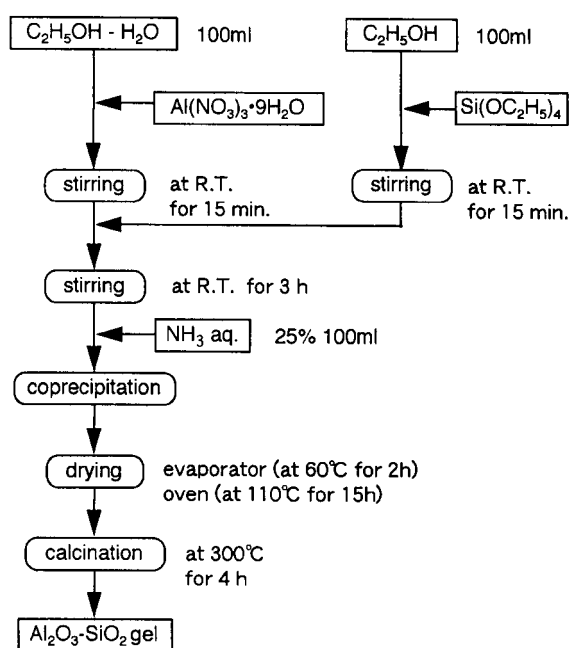 C₂H₅OH - H₂O 100ml
C₂H₅OH 100ml
Al(NO₃)₃•9H₂O
Si(OC₂H₅)₄
stirring at R.T.
for 15 min.
stirring at R.T.
for 15 min.
stirring at R.T. for 3 h
NH₃ aq. 25% 100ml
coprecipitation
drying evaporator (at 60℃ for 2h)
oven (at 110℃ for 15h)
calcination at 300℃
for 4 h
Al₂O₃-SiO₂ gel